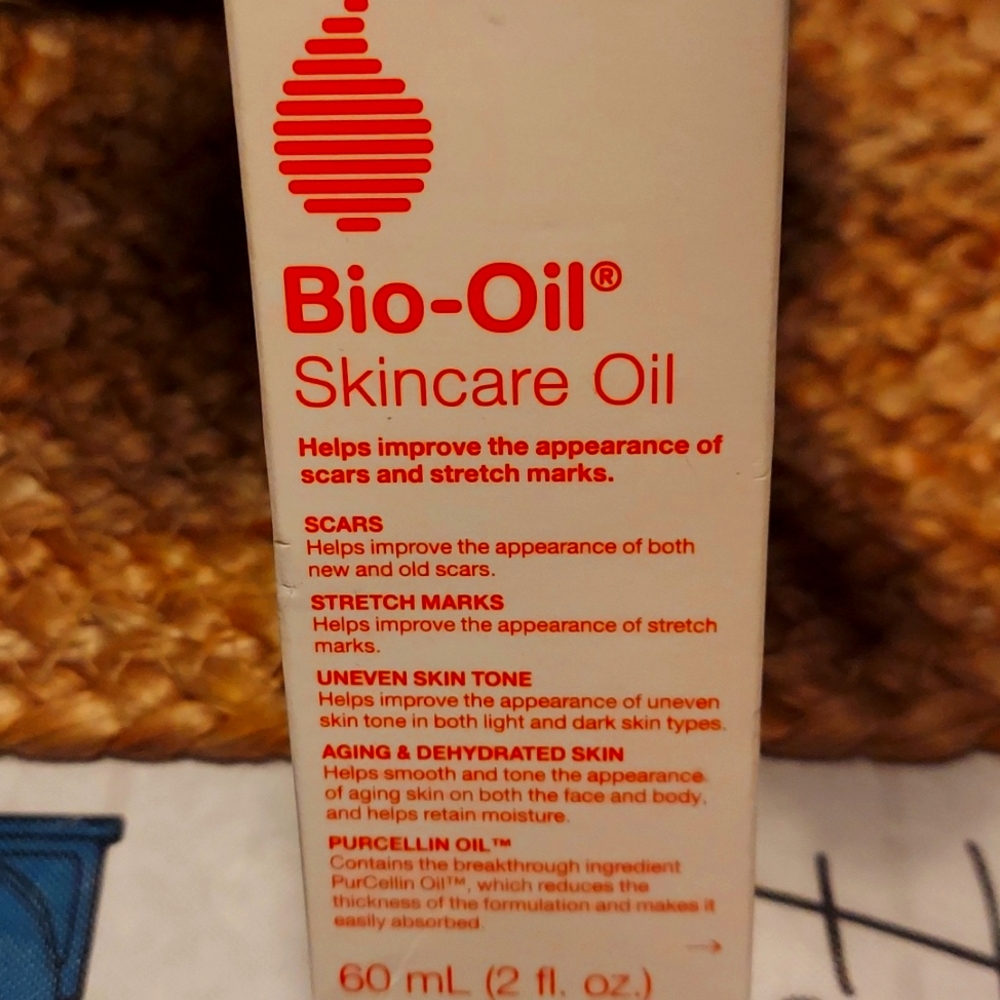 Bio-Oil®
Skincare Oil
Helps improve the appearance of
scars and stretch marks.
SCARS
Helps improve the appearance of both
new and old scars.
STRETCH MARKS
Helps improve the appearance of stretch
marks.
UNEVEN SKIN TONE
Helps improve the appearance of uneven
skin tone in both light and dark skin types.
AGING & DEHYDRATED SKIN
Helps smooth and tone the appearance
of aging skin on both the face and body,
and helps retain moisture.
PURCELLIN OIL™
Contains the breakthrough ingredient
PurCellin Oil™, which reduces the
thickness of the formulation and makes it
easily absorbed.
→
60 mL (2 fl. oz.)